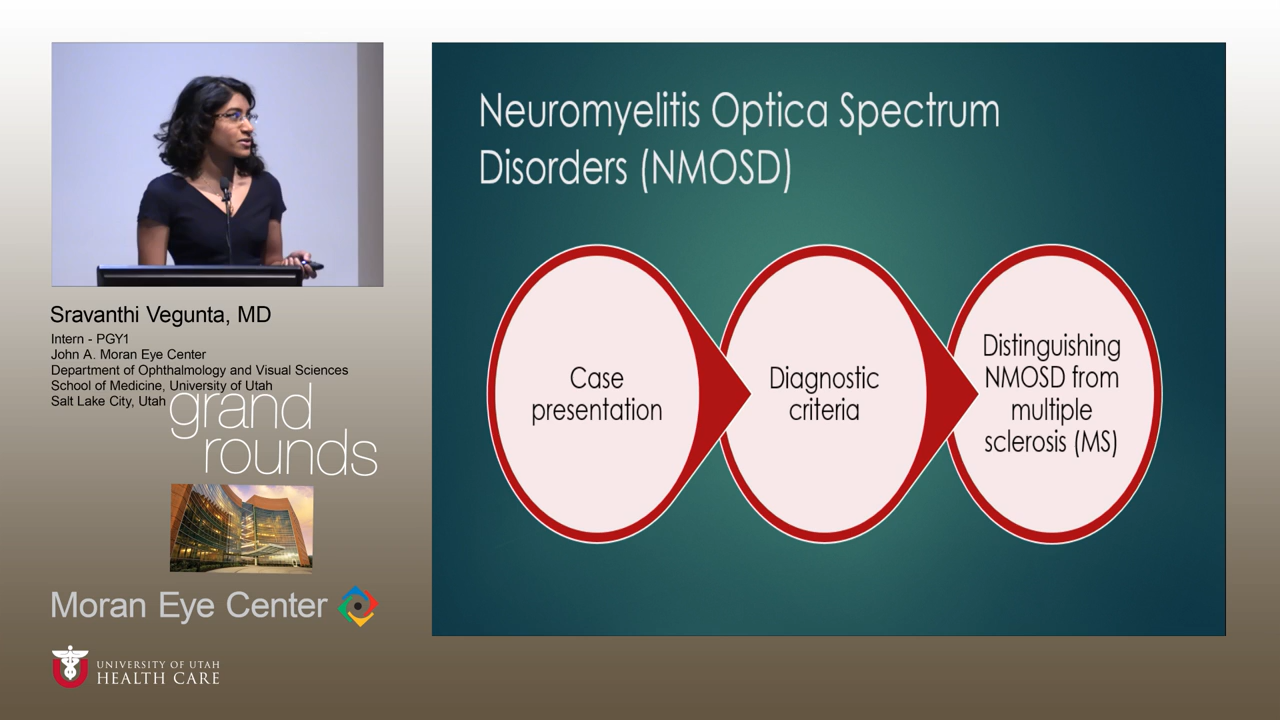 Sravanthi Vegunta, MD
Intern - PGY1
John A. Moran Eye Center
Department of Ophthalmology and Visual Sciences
School of Medicine, University of Utah
Salt Lake City, Utah
grand
rounds
Moran Eye Center
UNIVERSITY OF UTAH
HEALTH CARE
Neuromyelitis Optica Spectrum
Disorders (NMOSD)
Case
presentation
Diagnostic
criteria
Distinguishing
NMOSD from
multiple
sclerosis (MS)